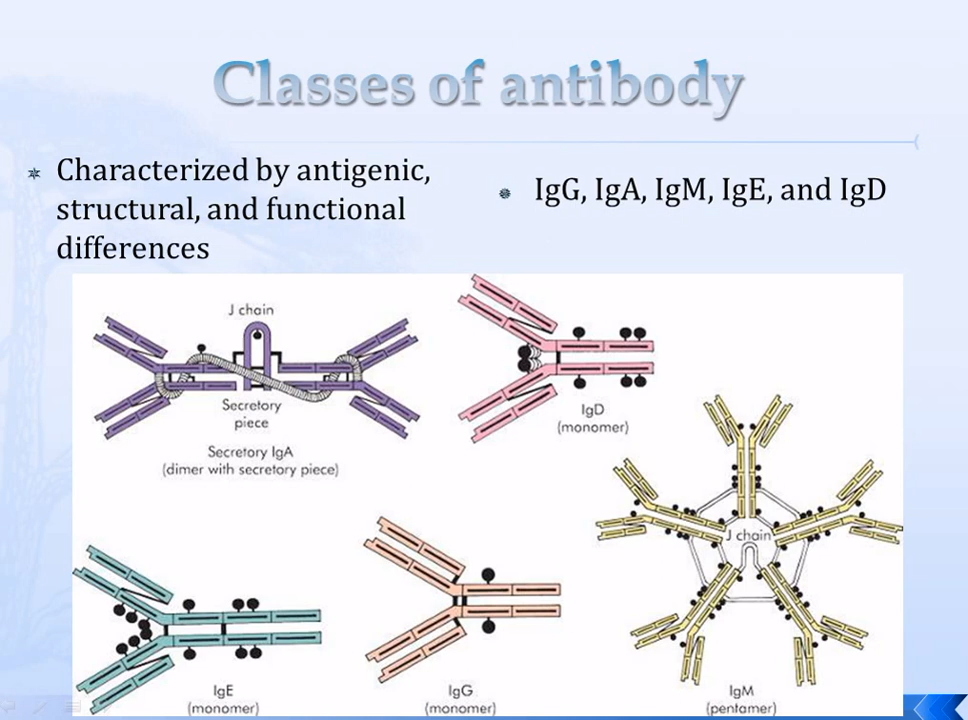 Classes of antibody
Characterized by antigenic,
structural, and functional
differences
IgG, IgA, IgM, IgE, and IgD
J chain
Secretory
piece
Secretory IgA
(dimer with secretory piece)
IgD
(monomer)
J chain
IgE
(monomer)
IgG
(monomer)
IgM
(pentamer)